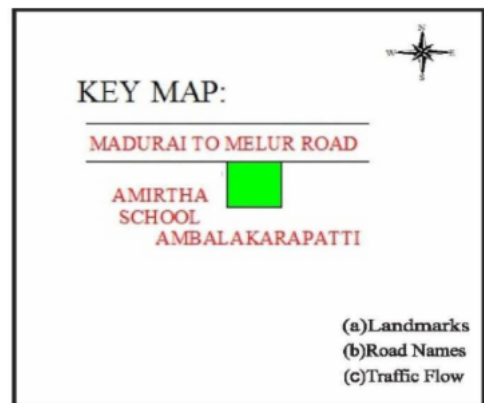 N
W E
S
KEY MAP:
MADURAI TO MELUR ROAD
AMIRTHA
SCHOOL
AMBALAKARAPATTI
(a)Landmarks
(b)Road Names
(c)Traffic Flow